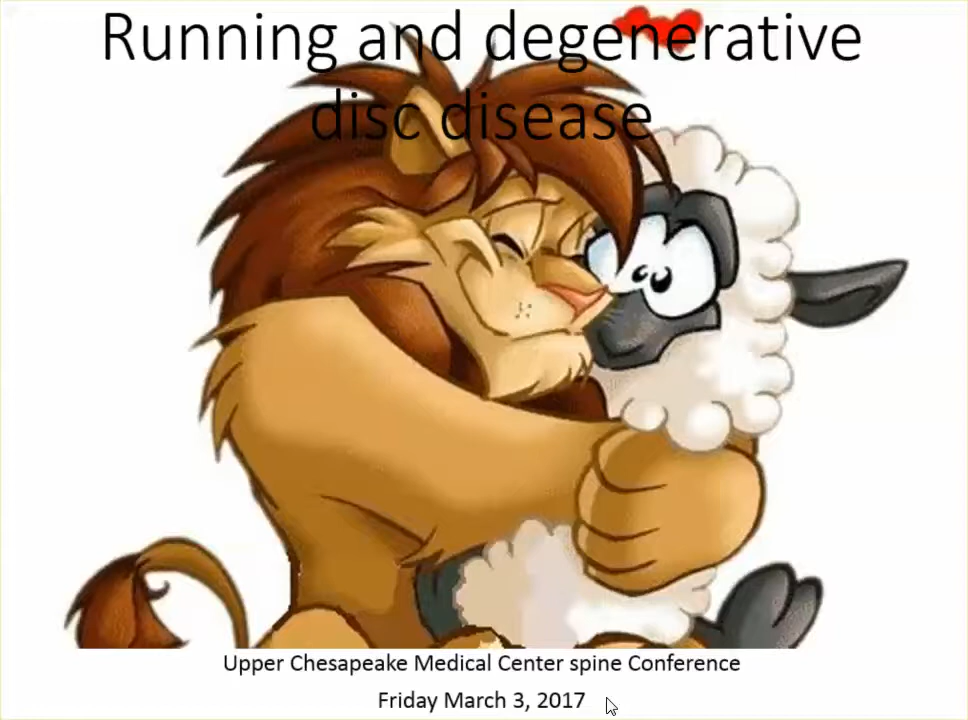 Running and degenerative
disc disease
Upper Chesapeake Medical Center spine Conference
Friday March 3, 2017